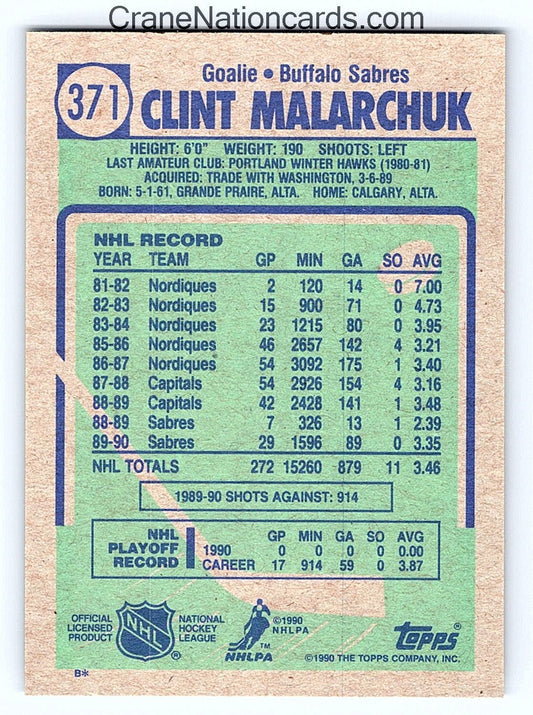 CraneNationcards.com
Goalie • Buffalo Sabres
371 CLINT MALARCHUK
HEIGHT: 6'0" WEIGHT: 190 SHOOTS: LEFT
LAST AMATEUR CLUB: PORTLAND WINTER HAWKS (1980-81)
ACQUIRED: TRADE WITH WASHINGTON, 3-6-89
BORN: 5-1-61, GRANDE PRAIRE, ALTA. HOME: CALGARY, ALTA.
NHL RECORD
YEAR TEAM GP MIN GA SO AVG
81-82 Nordiques 2 120 14 0 7.00
82-83 Nordiques 15 900 71 0 4.73
83-84 Nordiques 23 1215 80 0 3.95
85-86 Nordiques 46 2657 142 4 3.21
86-87 Nordiques 54 3092 175 1 3.40
87-88 Capitals 54 2926 154 4 3.16
88-89 Capitals 42 2428 141 1 3.48
88-89 Sabres 7 326 13 1 2.39
89-90 Sabres 29 1596 89 0 3.35
NHL TOTALS 272 15260 879 11 3.46
1989-90 SHOTS AGAINST: 914
NHL PLAYOFF RECORD
GP MIN GA SO AVG
1990 0 0 0 0 0.00
CAREER 17 914 59 0 3.87
OFFICIAL LICENSED PRODUCT
NHL
®
NATIONAL HOCKEY LEAGUE
©1990 NHLPA
™
NHLPA
TOPPS®
©1990 THE TOPPS COMPANY, INC.
B*